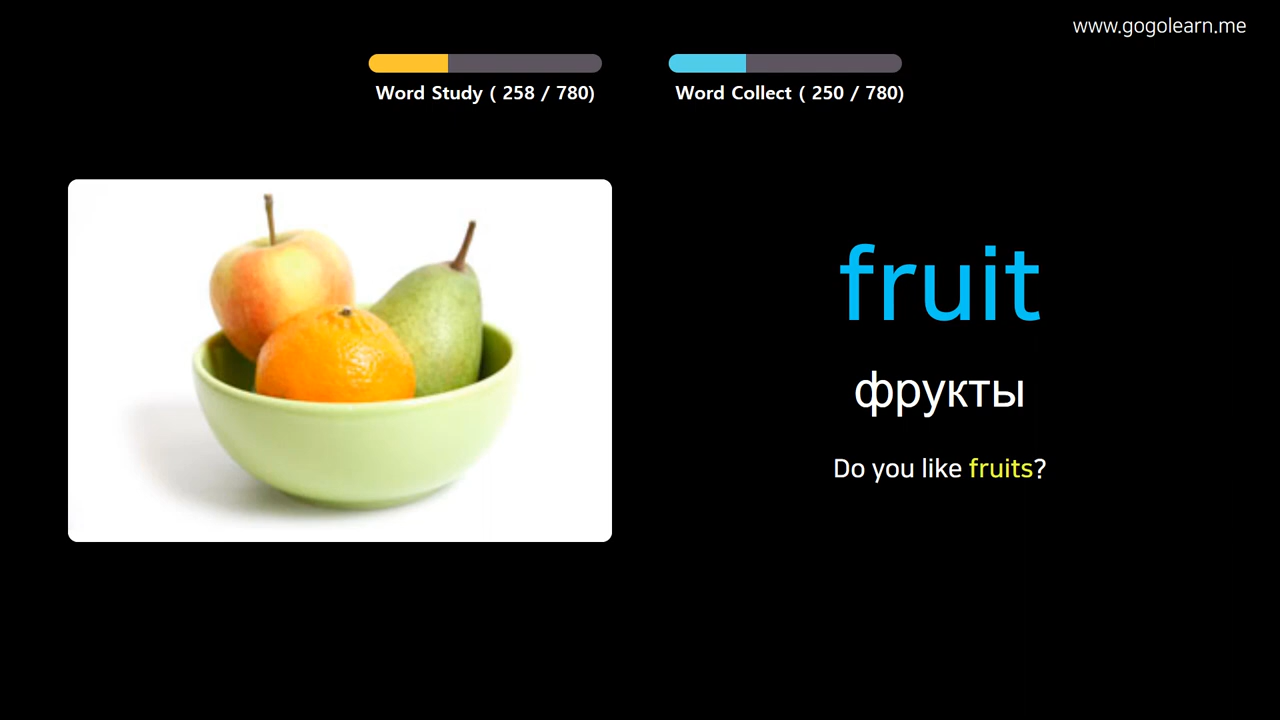 www.gogolearn.me
Word Study ( 258 / 780)
Word Collect ( 250 / 780)
fruit
фрукты
Do you like fruits?